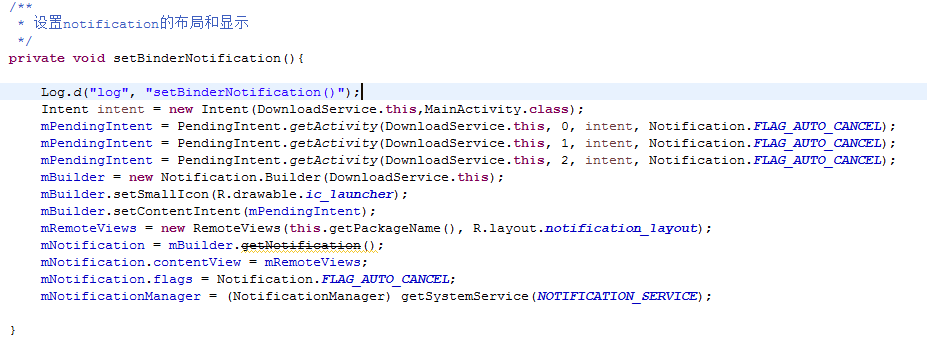 /**
 * 设置notification的布局和显示
 */
private void setBinderNotification(){
Log.d("log", "setBinderNotification()");
Intent intent = new Intent(DownloadService.this,MainActivity.class);
mPendingIntent = PendingIntent.getActivity(DownloadService.this, 0, intent, Notification.FLAG_AUTO_CANCEL);
mPendingIntent = PendingIntent.getActivity(DownloadService.this, 1, intent, Notification.FLAG_AUTO_CANCEL);
mPendingIntent = PendingIntent.getActivity(DownloadService.this, 2, intent, Notification.FLAG_AUTO_CANCEL);
mBuilder = new Notification.Builder(DownloadService.this);
mBuilder.setSmallIcon(R.drawable.ic_launcher);
mBuilder.setContentIntent(mPendingIntent);
mRemoteViews = new RemoteViews(this.getPackageName(), R.layout.notification_layout);
mNotification = mBuilder.getNotification();
mNotification.contentView = mRemoteViews;
mNotification.flags = Notification.FLAG_AUTO_CANCEL;
mNotificationManager = (NotificationManager) getSystemService(NOTIFICATION_SERVICE);
}